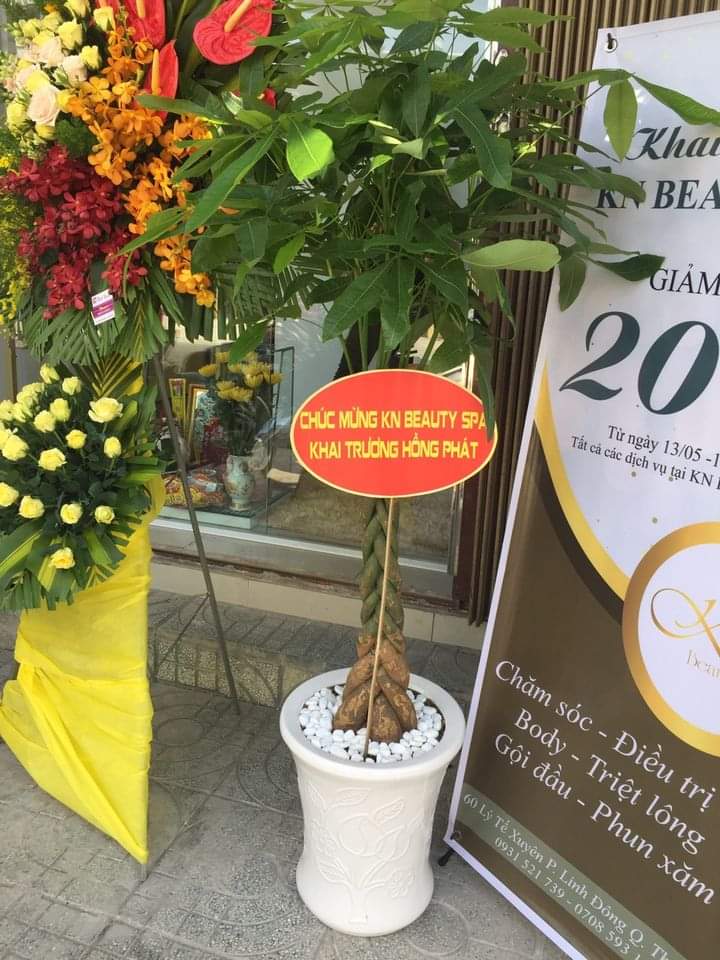 CHÚC MỪNG KN BEAUTY SPA
KHAI TRƯƠNG HỒNG PHÁT
Khai
KN BEA
GIẢM
20
Từ ngày 13/05 -1
Tất cả các dịch vụ tại KN
Chăm sóc - Điều trị
Body - Triệt lông
Gội đầu - Phun xăm
60 Lý Tế Xuyên P. Linh Đông Q. Th
0931 521 739 - 0708 593 1